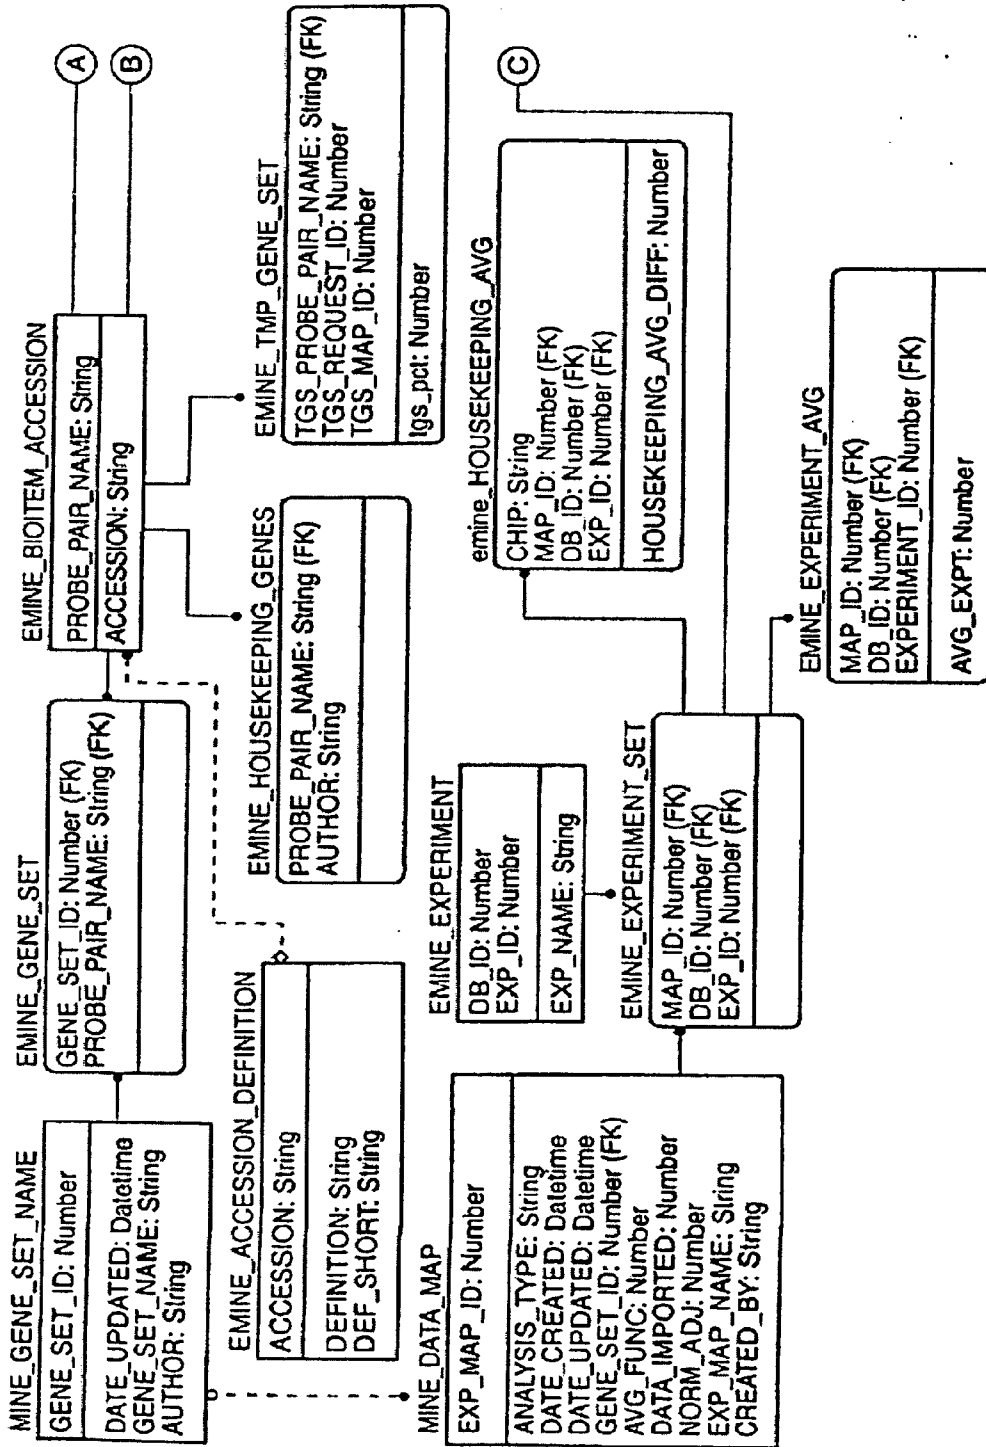 MINE_GENE_SET_NAME
GENE_SET_ID: Number
DATE_UPDATED: Datetime
GENE_SET_NAME: String
AUTHOR: String
EMINE_GENE_SET
GENE_SET_ID: Number (FK)
PROBE_PAIR_NAME: String (FK)
EMINE_BIOITEM_ACCESSION
PROBE_PAIR_NAME: String
ACCESSION: String
A
B
EMINE_ACCESSION_DEFINITION
ACCESSION: String
DEFINITION: String
DEF_SHORT: String
EMINE_HOUSEKEEPING_GENES
PROBE_PAIR_NAME: String (FK)
AUTHOR: String
EMINE_TMP_GENE_SET
TGS_PROBE_PAIR_NAME: String (FK)
TGS_REQUEST_ID: Number
TGS_MAP_ID: Number
tgs_pct: Number
MINE_DATA_MAP
EXP_MAP_ID: Number
ANALYSIS_TYPE: String
DATE_CREATED: Datetime
DATE_UPDATED: Datetime
GENE_SET_ID: Number (FK)
AVG_FUNC: Number
DATA_IMPORTED: Number
NORM_ADJ: Number
EXP_MAP_NAME: String
CREATED_BY: String
EMINE_EXPERIMENT
DB_ID: Number
EXP_ID: Number
EXP_NAME: String
EMINE_EXPERIMENT_SET
MAP_ID: Number (FK)
DB_ID: Number (FK)
EXP_ID: Number (FK)
emine_HOUSEKEEPING_AVG
CHIP: String
MAP_ID: Number (FK)
DB_ID: Number (FK)
EXP_ID: Number (FK)
HOUSEKEEPING_AVG_DIFF: Number
C
EMINE_EXPERIMENT_AVG
MAP_ID: Number (FK)
DB_ID: Number (FK)
EXPERIMENT_ID: Number (FK)
AVG_EXPT: Number